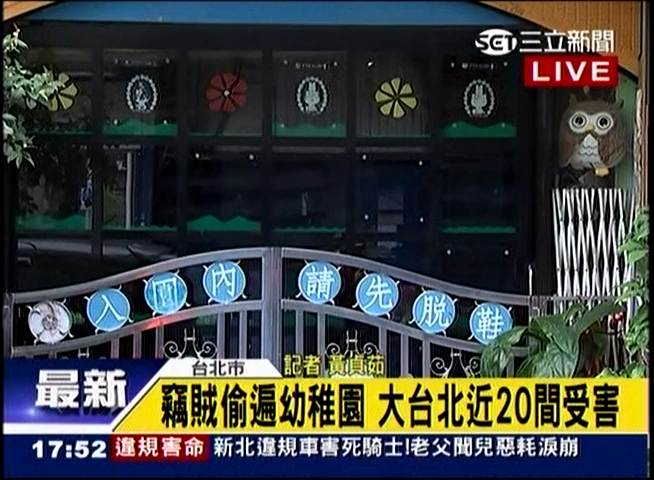 SET三立新聞
LIVE
入園內
請先脫鞋
台北市
記者 黃貞茹
最新
竊賊偷遍幼稚園 大台北近20間受害
17:52
違規害命
新北違規車害死騎士!老父聞兒惡耗淚崩